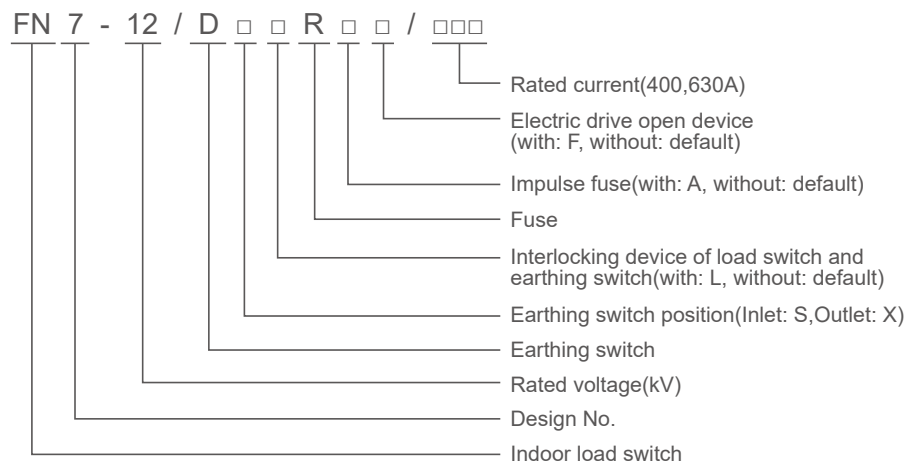 FN 7 - 12 / D □ □ R □ □ / □□□
Rated current(400,630A)
Electric drive open device
(with: F, without: default)
Impulse fuse(with: A, without: default)
Fuse
Interlocking device of load switch and
earthing switch(with: L, without: default)
Earthing switch position(Inlet: S,Outlet: X)
Earthing switch
Rated voltage(kV)
Design No.
Indoor load switch